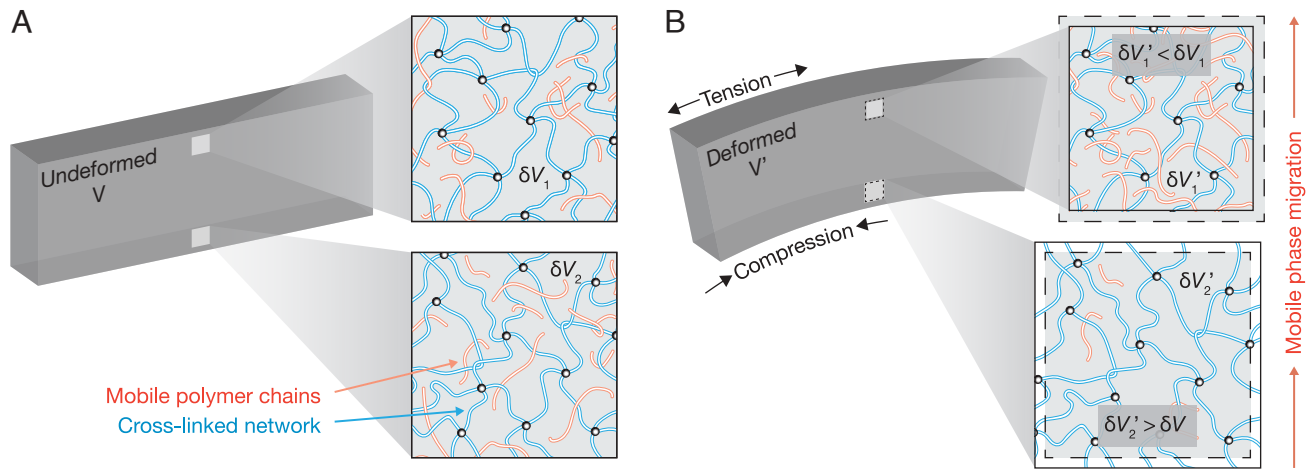 A
Undeformed
V
δV₁
δV₂
Mobile polymer chains
Cross-linked network
B
Tension
Deformed
V'
Compression
δV₁' < δV₁
δV₁'
δV₂'
δV₂' > δV
Mobile phase migration